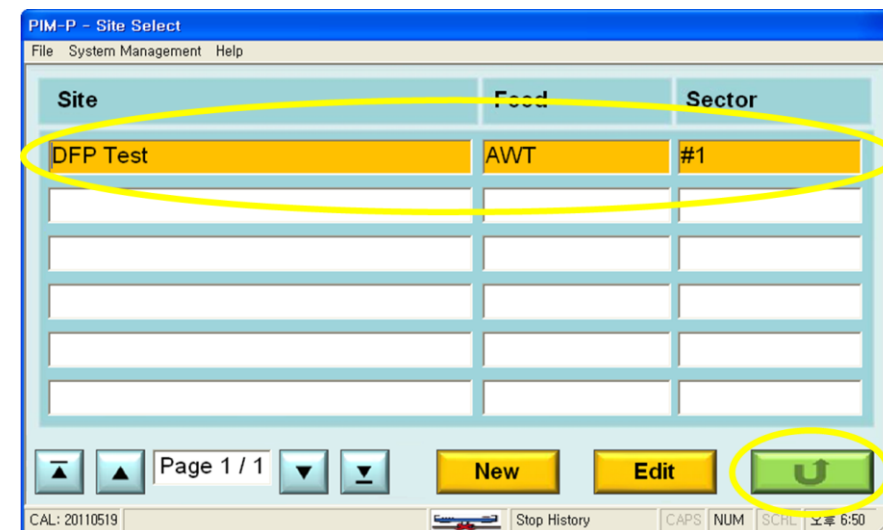 PIM-P - Site Select
File System Management Help
Site Feed Sector
DFP Test AWT #1
Page 1 / 1 New Edit
CAL: 20110519 Stop History CAPS NUM SCRL 오후 6:50